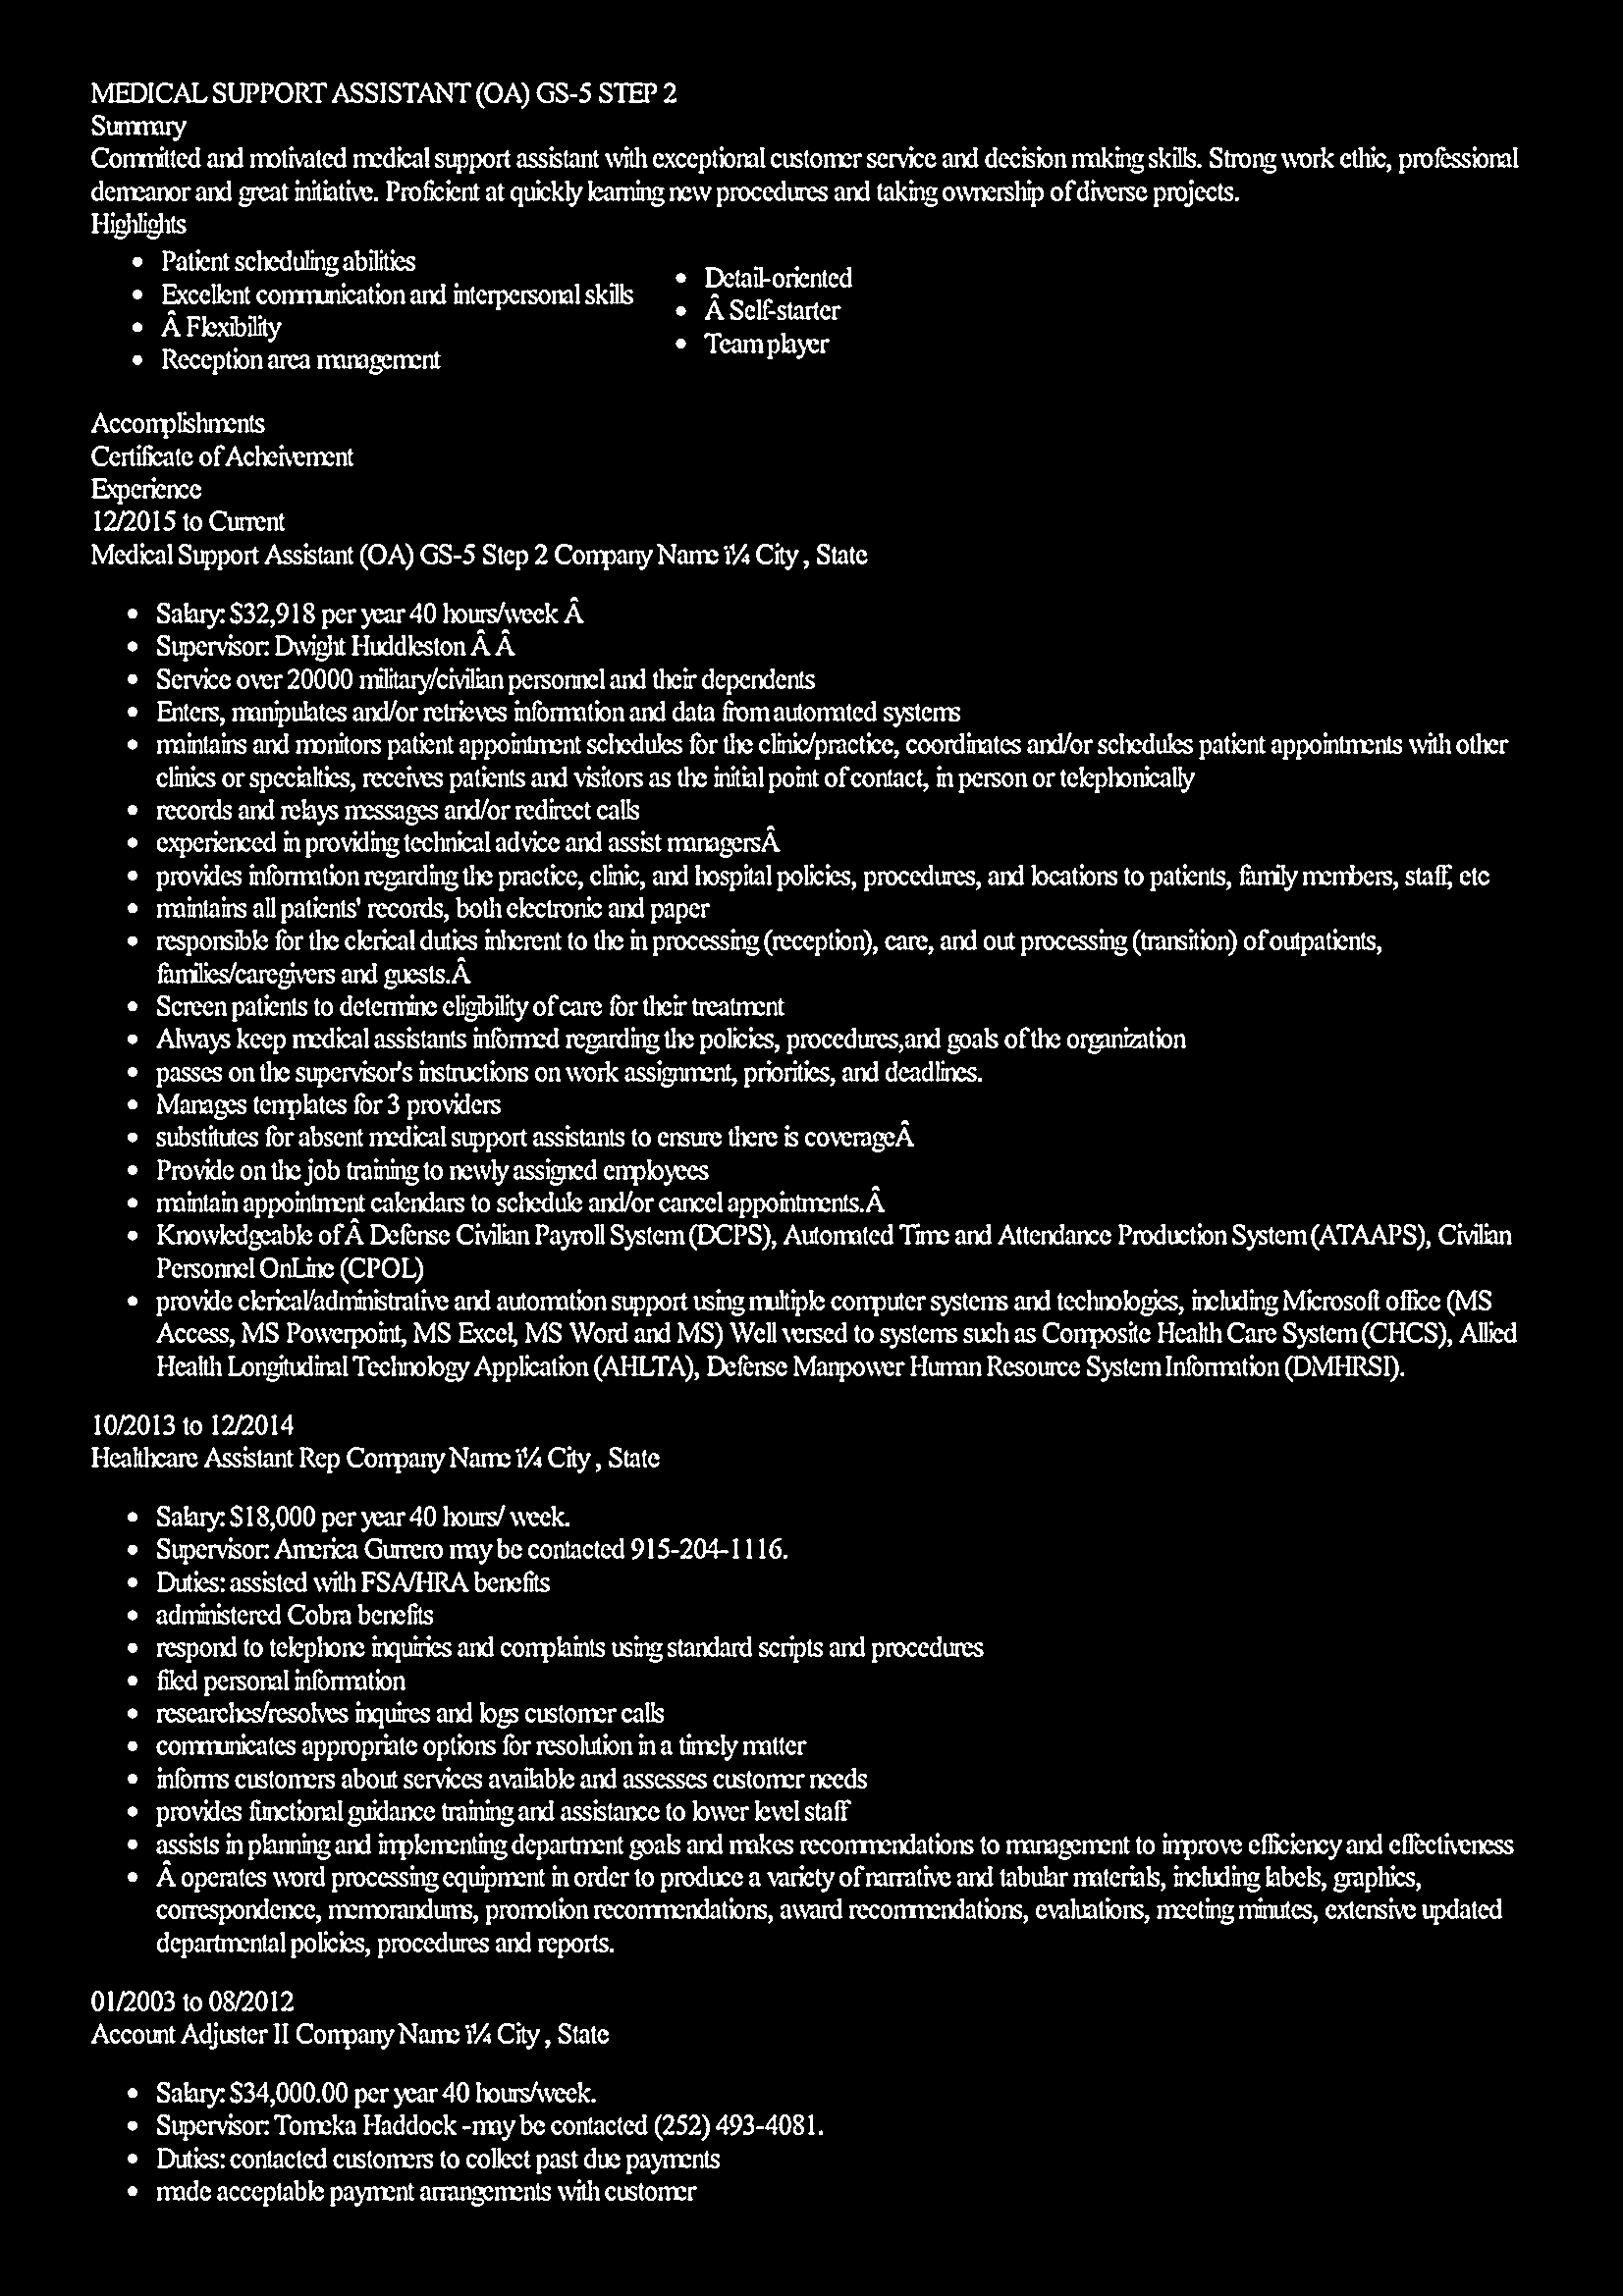 MEDICAL SUPPORT ASSISTANT (OA) GS-5 STEP 2
Summary
Committed and motivated medical support assistant with exceptional customer service and decision making skills. Strong work ethic, professional
demeanor and great initiative. Proficient at quickly learning new procedures and taking ownership of diverse projects.
Highlights
• Patient scheduling abilities
• Excellent communication and interpersonal skills
• Â Flexibility
• Reception area management
• Detail-oriented
• Â Self-starter
• Team player
Accomplishments
Certificate of Acheivement
Experience
12/2015 to Current
Medical Support Assistant (OA) GS-5 Step 2 Company Name ï¼ City , State
• Salary: $32,918 per year 40 hours/week Â
• Supervisor: Dwight Huddleston Â Â
• Service over 20000 military/civilian personnel and their dependents
• Enters, manipulates and/or retrieves information and data from automated systems
• maintains and monitors patient appointment schedules for the clinic/practice, coordinates and/or schedules patient appointments with other
clinics or specialties, receives patients and visitors as the initial point of contact, in person or telephonically
• records and relays messages and/or redirect calls
• experienced in providing technical advice and assist managersÂ
• provides information regarding the practice, clinic, and hospital policies, procedures, and locations to patients, family members, staff, etc
• maintains all patients' records, both electronic and paper
• responsible for the clerical duties inherent to the in processing (reception), care, and out processing (transition) of outpatients,
families/caregivers and guests.Â
• Screen patients to determine eligibility of care for their treatment
• Always keep medical assistants informed regarding the policies, procedures,and goals of the organization
• passes on the supervisor's instructions on work assignment, priorities, and deadlines.
• Manages templates for 3 providers
• substitutes for absent medical support assistants to ensure there is coverageÂ
• Provide on the job training to newly assigned employees
• maintain appointment calendars to schedule and/or cancel appointments.Â
• Knowledgeable of Â Defense Civilian Payroll System (DCPS), Automated Time and Attendance Production System (ATAAPS), Civilian
Personnel OnLine (CPOL)
• provide clerical/administrative and automation support using multiple computer systems and technologies, including Microsoft office (MS
Access, MS Powerpoint, MS Excel, MS Word and MS) Well versed to systems such as Composite Health Care System (CHCS), Allied
Health Longitudinal Technology Application (AHLTA), Defense Manpower Human Resource System Information (DMHRSI).
10/2013 to 12/2014
Healthcare Assistant Rep Company Name ï¼ City , State
• Salary: $18,000 per year 40 hours/ week.
• Supervisor: America Gurrero may be contacted 915-204-1116.
• Duties: assisted with FSA/HRA benefits
• administered Cobra benefits
• respond to telephone inquiries and complaints using standard scripts and procedures
• filed personal information
• researches/resolves inquires and logs customer calls
• communicates appropriate options for resolution in a timely matter
• informs customers about services available and assesses customer needs
• provides functional guidance training and assistance to lower level staff
• assists in planning and implementing department goals and makes recommendations to management to improve efficiency and effectiveness
• Â operates word processing equipment in order to produce a variety of narrative and tabular materials, including labels, graphics,
correspondence, memorandums, promotion recommendations, award recommendations, evaluations, meeting minutes, extensive updated
departmental policies, procedures and reports.
01/2003 to 08/2012
Account Adjuster II Company Name ï¼ City , State
• Salary: $34,000.00 per year 40 hours/week.
• Supervisor: Tomeka Haddock -may be contacted (252) 493-4081.
• Duties: contacted customers to collect past due payments
• made acceptable payment arrangements with customer